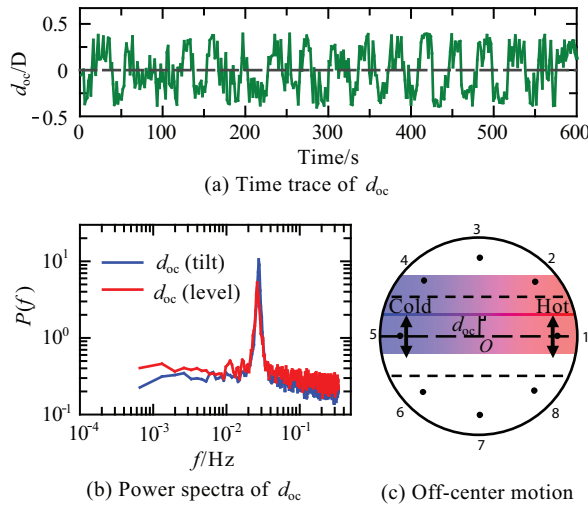 0.5
0
-0.5
d_oc/D
0 100 200 300 400 500 600
Time/s
(a) Time trace of d_oc
10^1
10^0
10^-1
P(f)
d_oc (tilt)
d_oc (level)
10^-4 10^-3 10^-2 10^-1
f/Hz
(b) Power spectra of d_oc
3
4 2
Cold Hot
d_oc
5 O 1
6 8
7
(c) Off-center motion